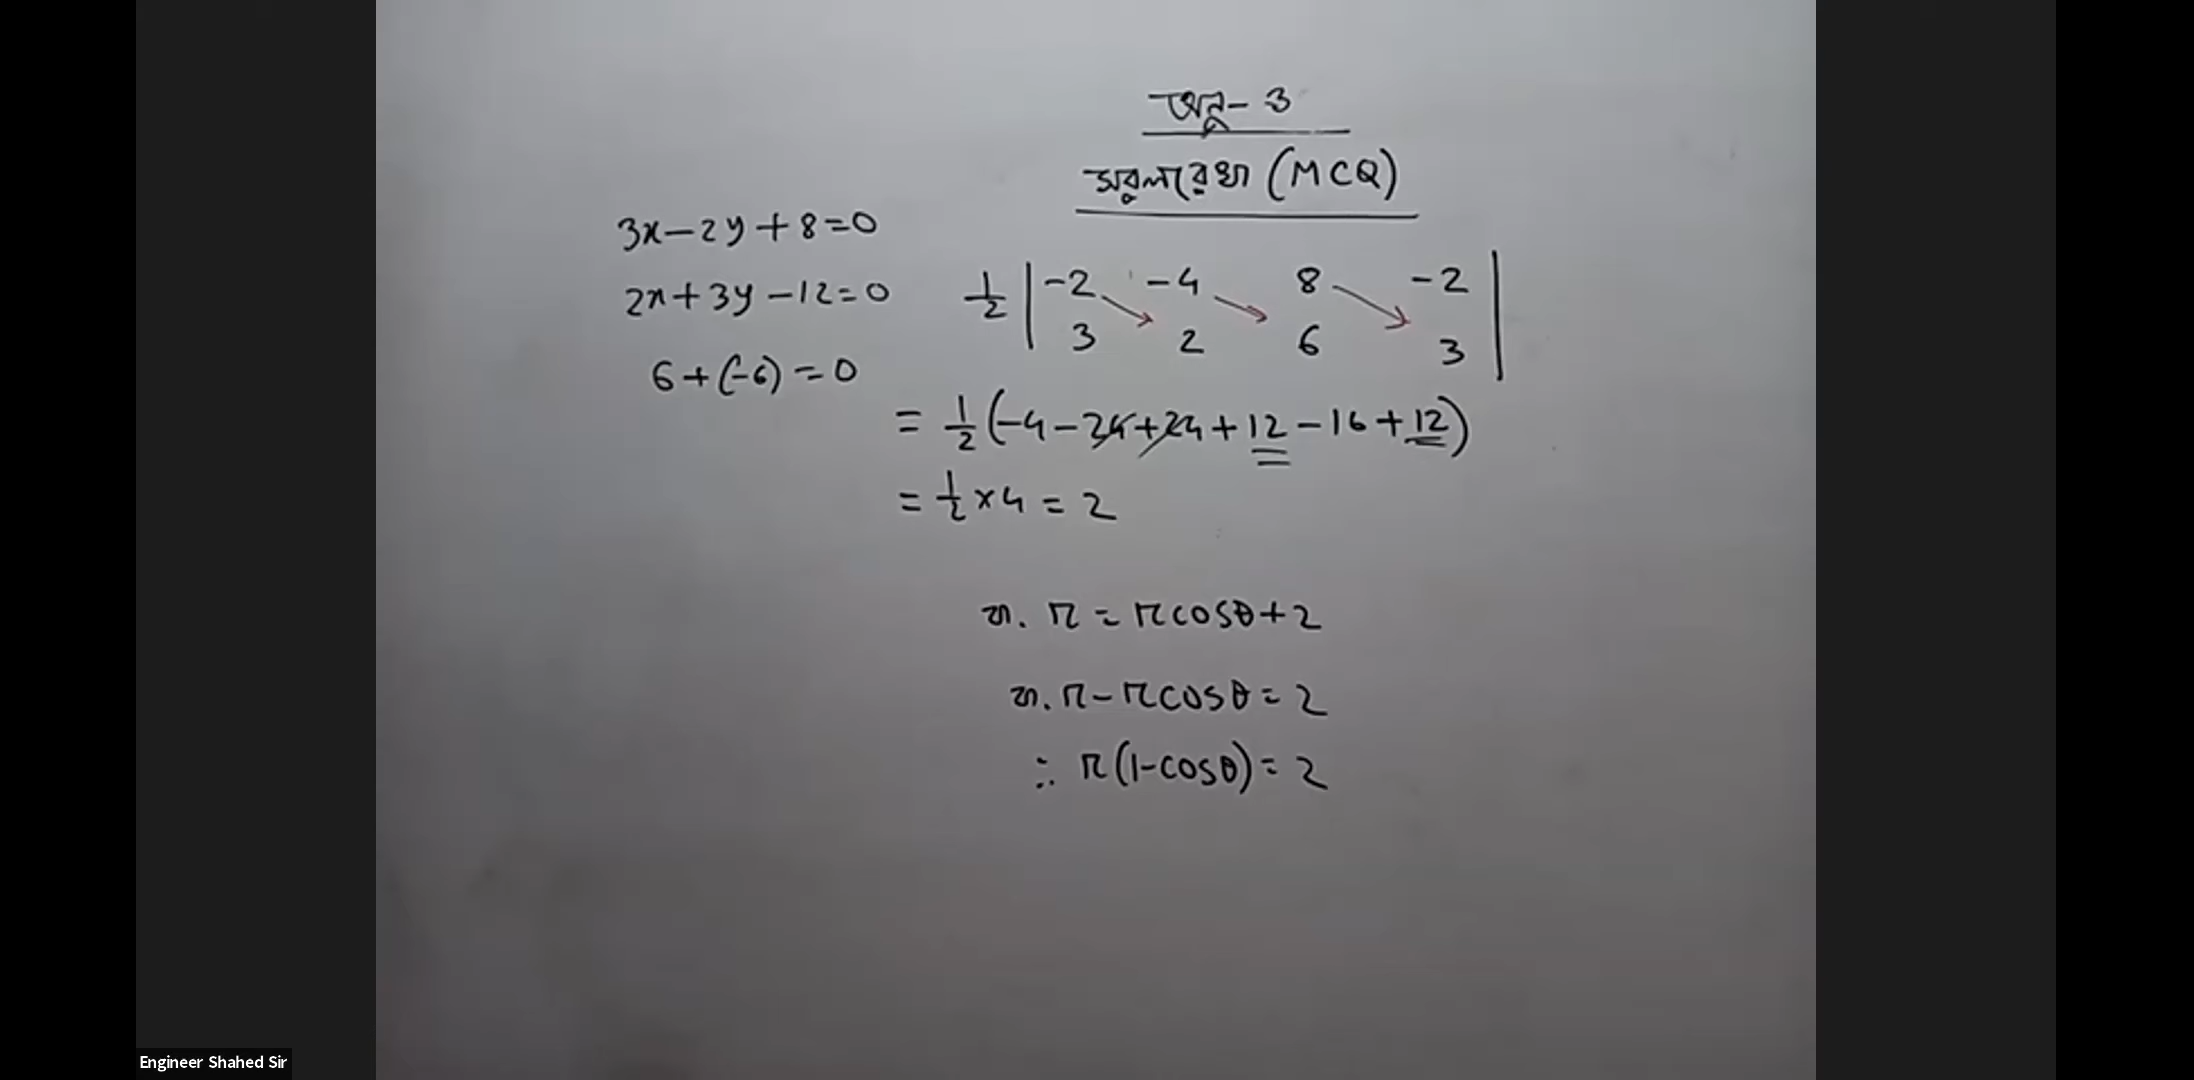 অনু- ৩
সরলরেখা (MCQ)
3x-2y+8=0
2x+3y-12=0
6+(-6)=0
1/2 | -2 -4 8 -2 |
3 2 6 3
= 1/2 (-4-24+24+12-16+12)
= 1/2 ×4 = 2
বা. r = rcosθ+2
বা. r-rcosθ= 2
∴ r(1-cosθ)= 2
Engineer Shahed Sir